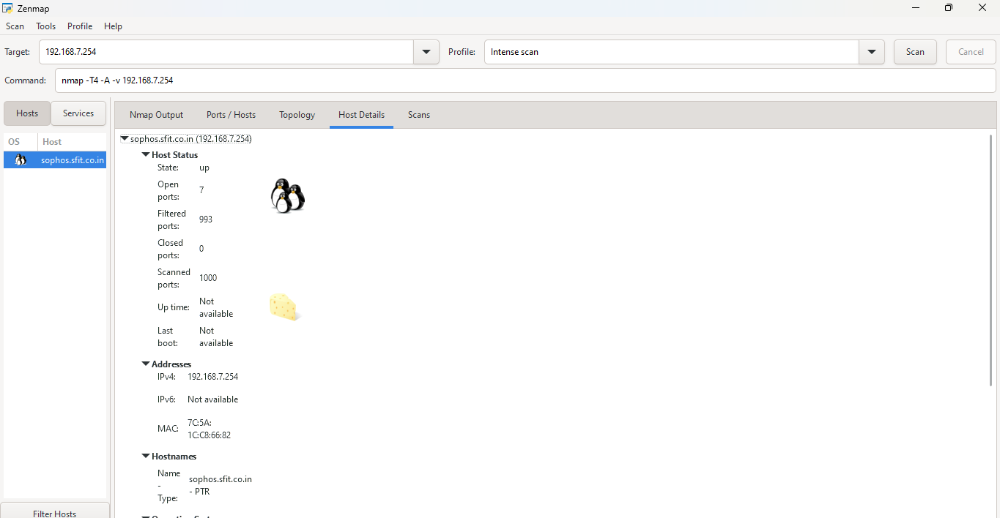 Zenmap
Scan Tools Profile Help
Target: 192.168.7.254 Profile: Intense scan Scan Cancel
Command: nmap -T4 -A -v 192.168.7.254
Hosts Services Nmap Output Ports / Hosts Topology Host Details Scans
OS Host
sophos.sfit.co.in
sophos.sfit.co.in (192.168.7.254)
Host Status
State: up
Open
ports: 7
Filtered
ports: 993
Closed
ports: 0
Scanned
ports: 1000
Up time: Not
available
Last Not
boot: available
Addresses
IPv4: 192.168.7.254
IPv6: Not available
MAC: 7C:5A:
1C:C8:66:82
Hostnames
Name
- sophos.sfit.co.in
Type: - PTR
Filter Hosts